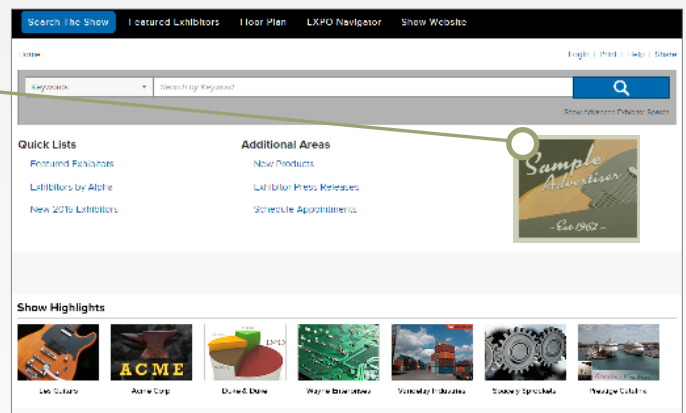 Search The Show Featured Exhibitors Floor Plan EXPO Navigator Show Website
Home Login | Print | Help | Share
Keywords Search by Keyword
Show Advanced Exhibitor Search
Quick Lists Additional Areas
Featured Exhibitors New Products
Exhibitors by Alpha Exhibitor Press Releases
New 2015 Exhibitors Schedule Appointments
Sample
Advertiser
- Est 1962 -
Show Highlights
ACME
Les Guitars Acme Corp Duke & Duke Wayne Enterprises Vandelay Industries Spacely Sprockets Prestige Catalina